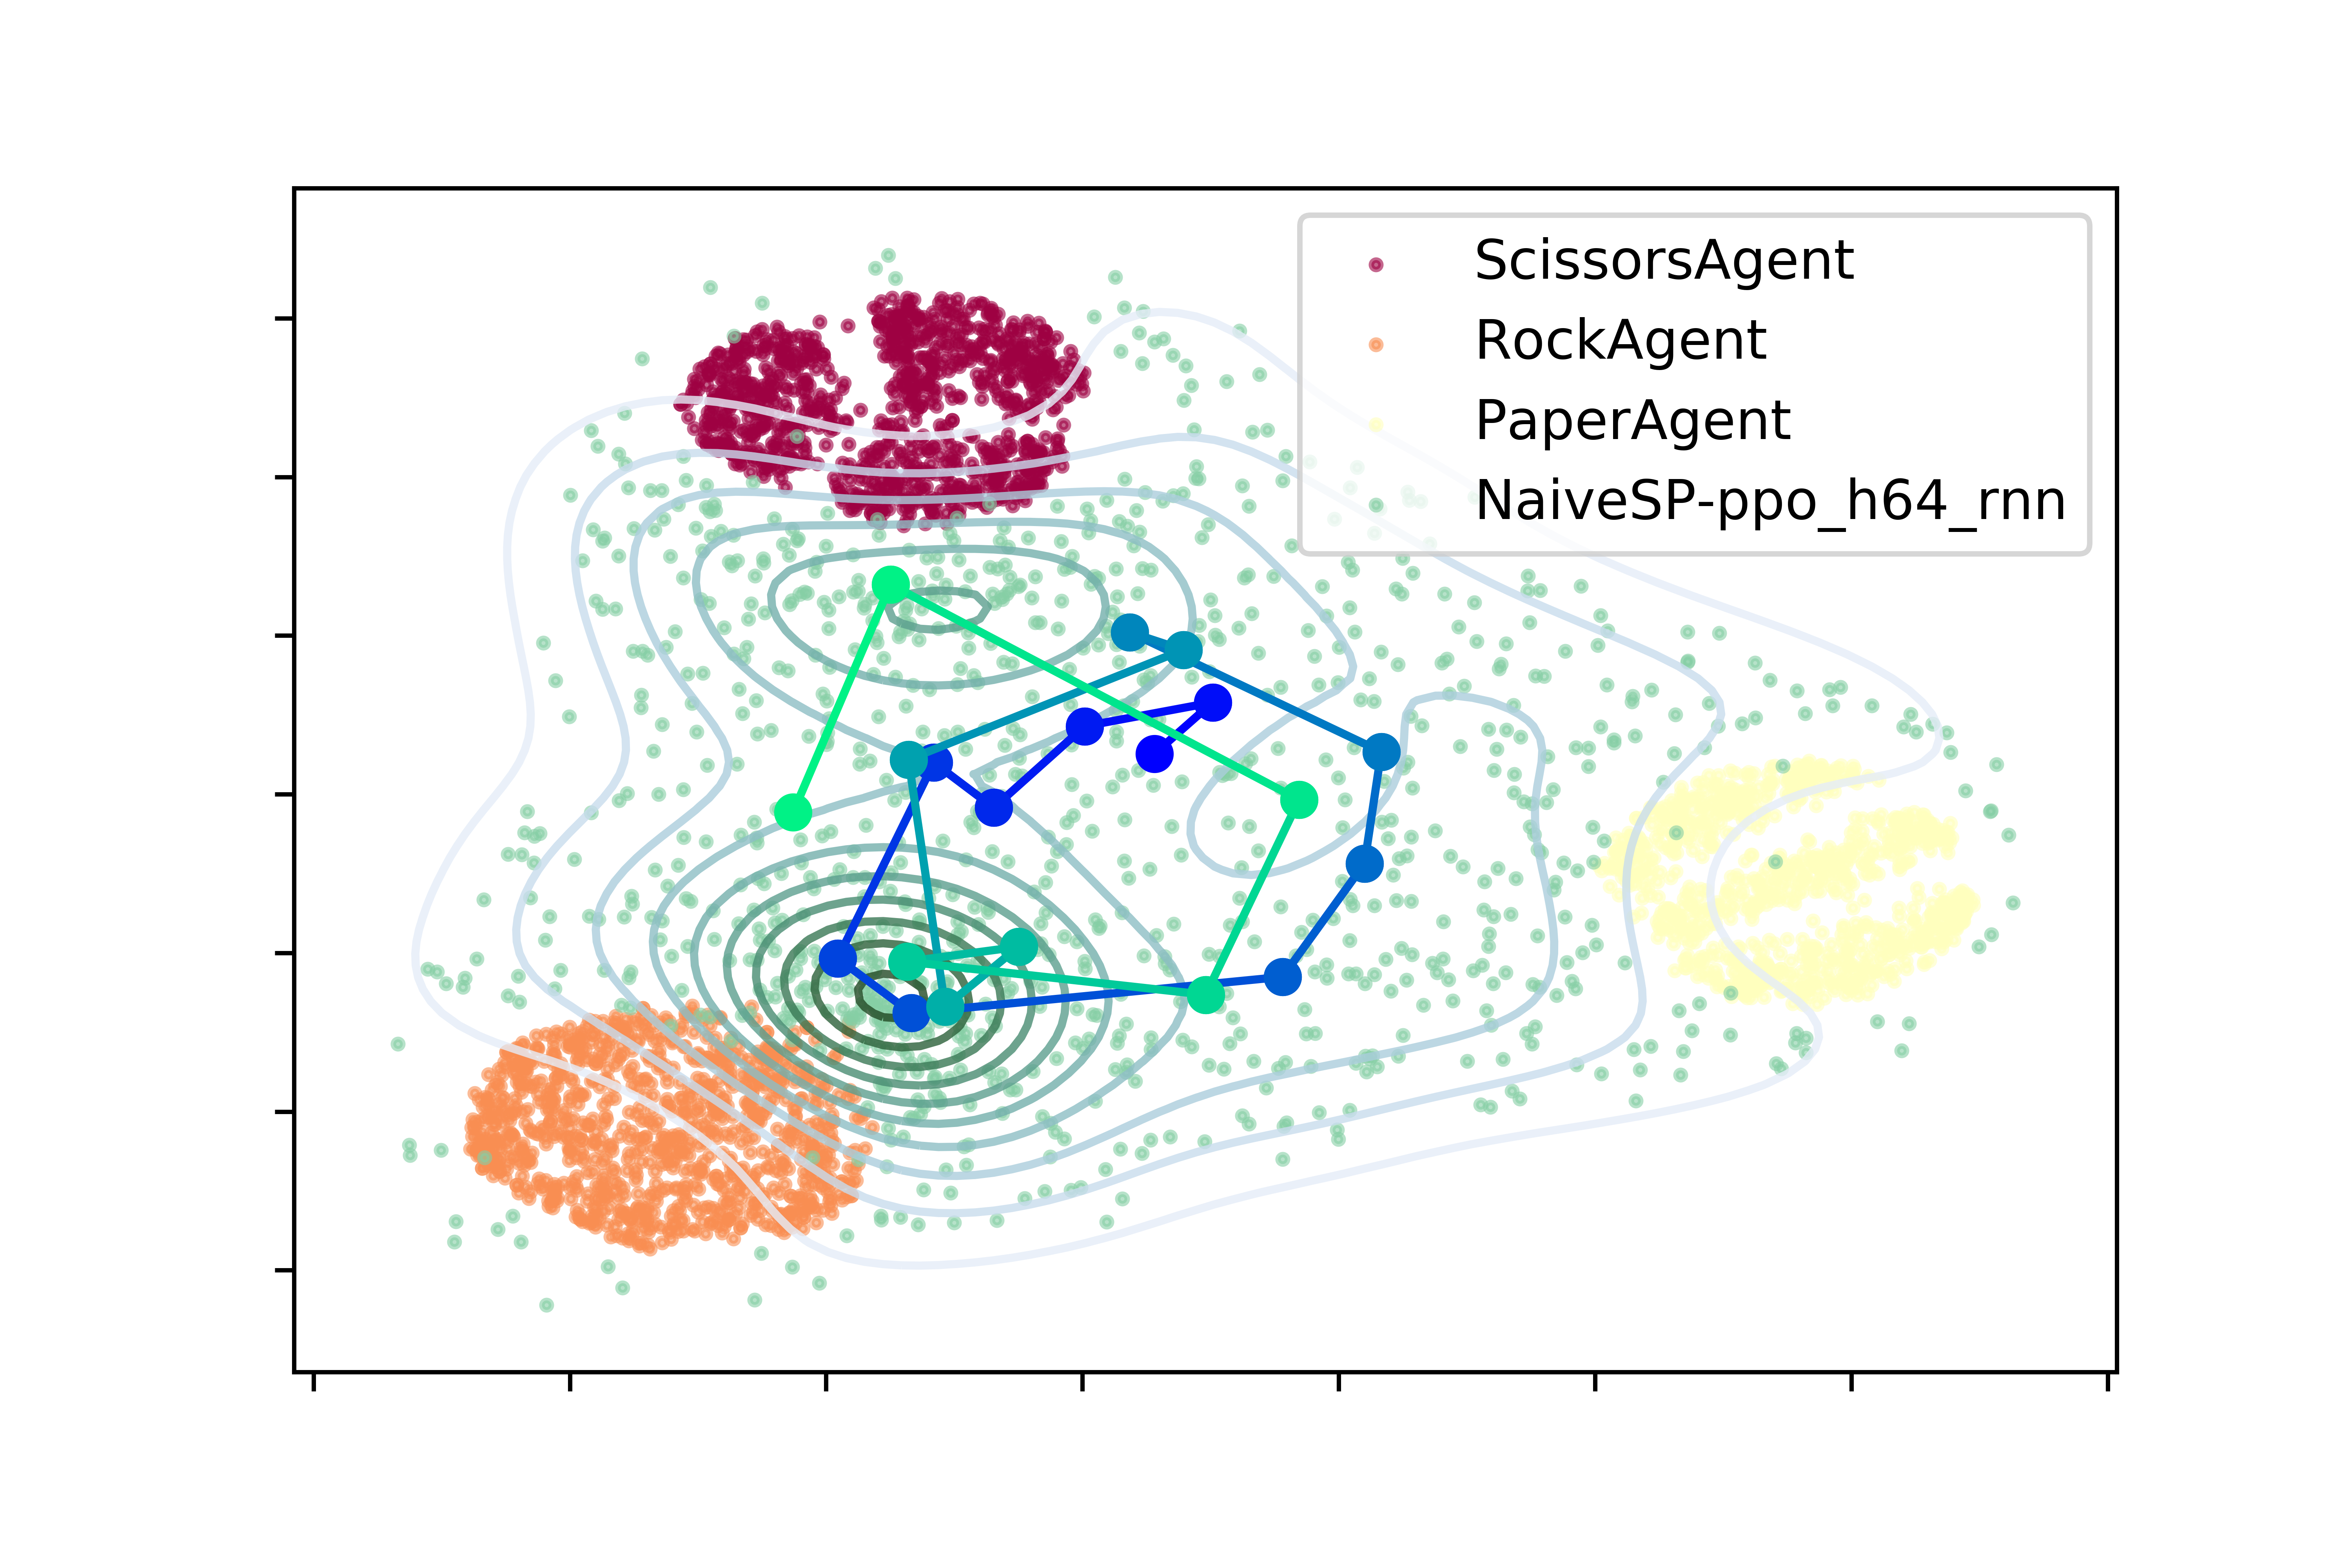 ScissorsAgent
RockAgent
PaperAgent
NaiveSP-ppo_h64_rnn